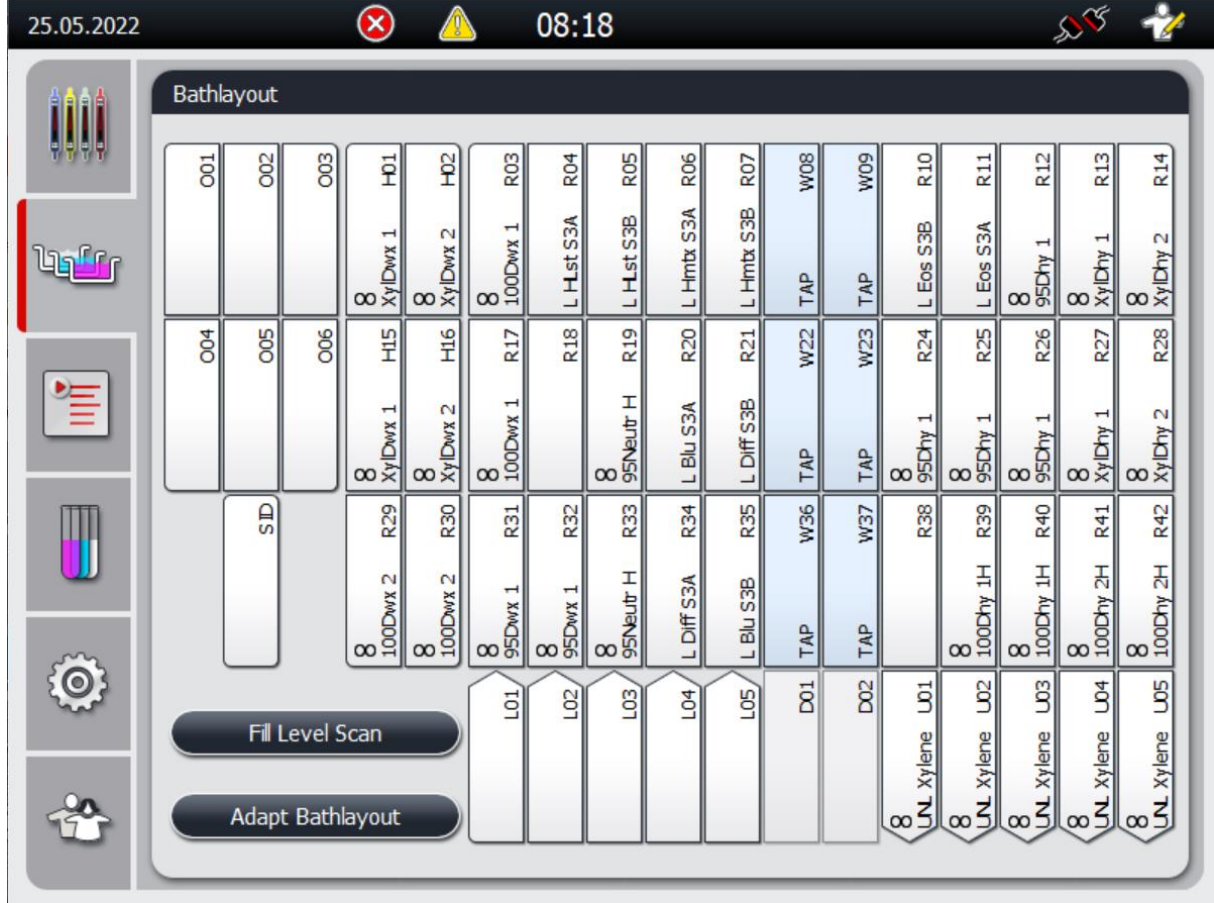 25.05.2022
08:18
Bathlayout
O01
O02
O03
∞ XylDwx 1 H01
∞ XylDwx 2 H02
∞ 100Dwx 1 R03
L HLst S3A R04
L HLst S3B R05
L Hmtx S3A R06
L Hmtx S3B R07
TAP W08
TAP W09
L Eos S3B R10
L Eos S3A R11
∞ 95Dhy 1 R12
∞ XylDhy 1 R13
∞ XylDhy 2 R14
O04
O05
O06
∞ XylDwx 1 H15
∞ XylDwx 2 H16
∞ 100Dwx 1 R17
R18
∞ 95Neutr H R19
L Blu S3A R20
L Diff S3B R21
TAP W22
TAP W23
∞ 95Dhy 1 R24
∞ 95Dhy 1 R25
∞ 95Dhy 1 R26
∞ XylDhy 1 R27
∞ XylDhy 2 R28
SID
∞ 100Dwx 2 R29
∞ 100Dwx 2 R30
∞ 95Dwx 1 R31
∞ 95Dwx 1 R32
∞ 95Neutr H R33
L Diff S3A R34
L Blu S3B R35
TAP W36
TAP W37
R38
∞ 100Dhy 1H R39
∞ 100Dhy 1H R40
∞ 100Dhy 2H R41
∞ 100Dhy 2H R42
L01
L02
L03
L04
L05
D01
D02
∞ UNL Xylene U01
∞ UNL Xylene U02
∞ UNL Xylene U03
∞ UNL Xylene U04
∞ UNL Xylene U05
Fill Level Scan
Adapt Bathlayout